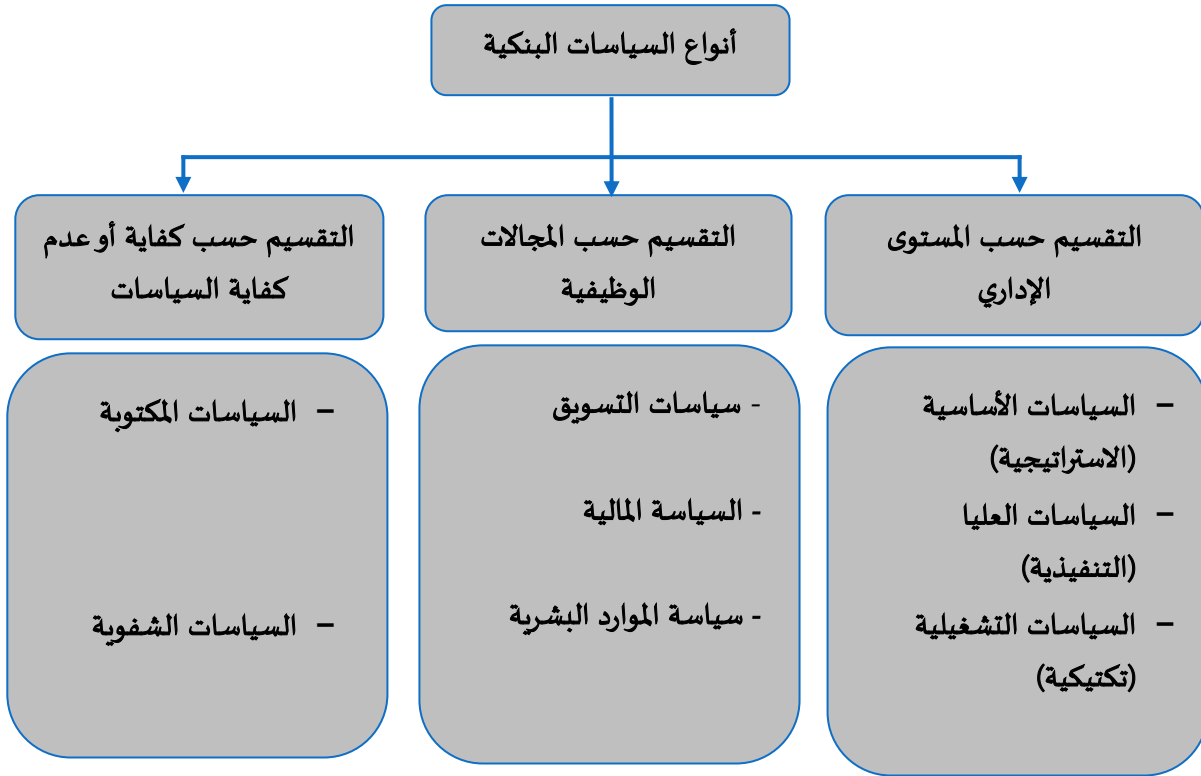 أنواع السياسات البنكية
التقسيم حسب المستوى
الإداري
– السياسات الأساسية
(الاستراتيجية)
– السياسات العليا
(التنفيذية)
– السياسات التشغيلية
(تكتيكية)
التقسيم حسب المجالات
الوظيفية
- سياسات التسويق
- السياسة المالية
- سياسة الموارد البشرية
التقسيم حسب كفاية أو عدم
كفاية السياسات
– السياسات المكتوبة
– السياسات الشفوية